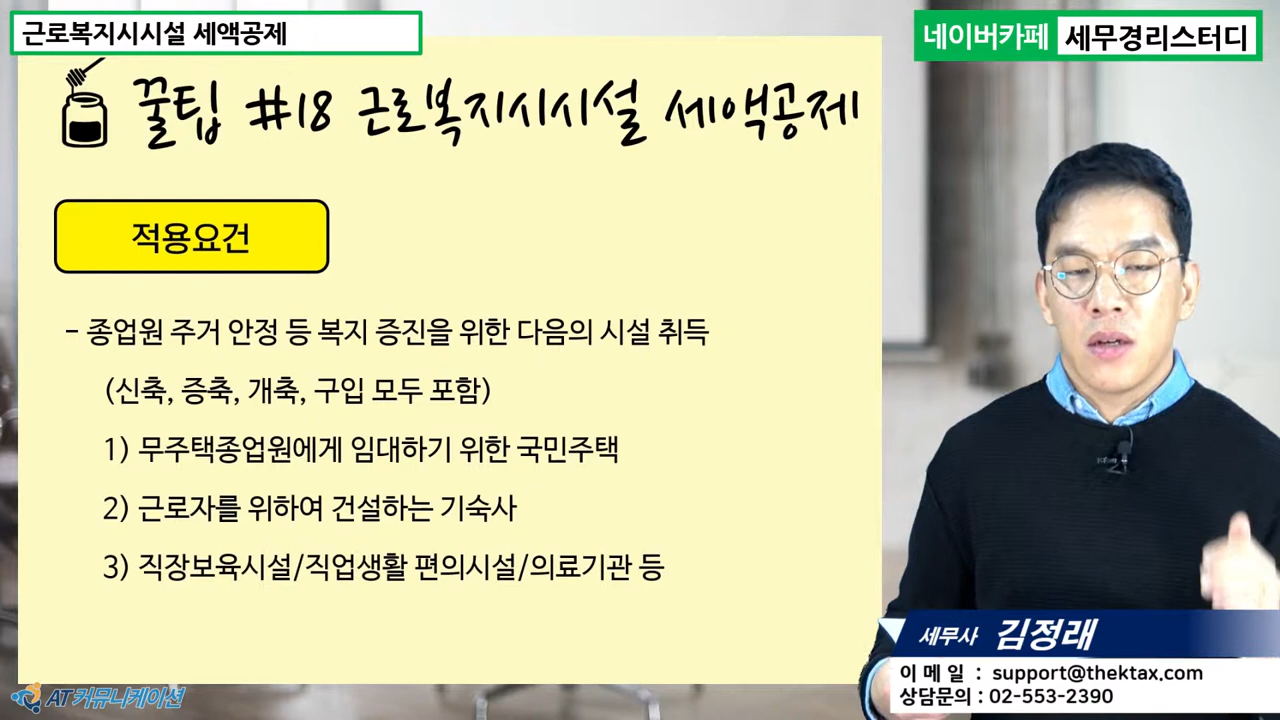 근로복지시시설 세액공제
네이버카페 세무경리스터디
꿀팁 #18 근로복지시시설 세액공제
적용요건
- 종업원 주거 안정 등 복지 증진을 위한 다음의 시설 취득
(신축, 증축, 개축, 구입 모두 포함)
1) 무주택종업원에게 임대하기 위한 국민주택
2) 근로자를 위하여 건설하는 기숙사
3) 직장보육시설/직업생활 편의시설/의료기관 등
세무사 김정래
이 메 일 : support@thektax.com
상담문의 : 02-553-2390
AT커뮤니케이션